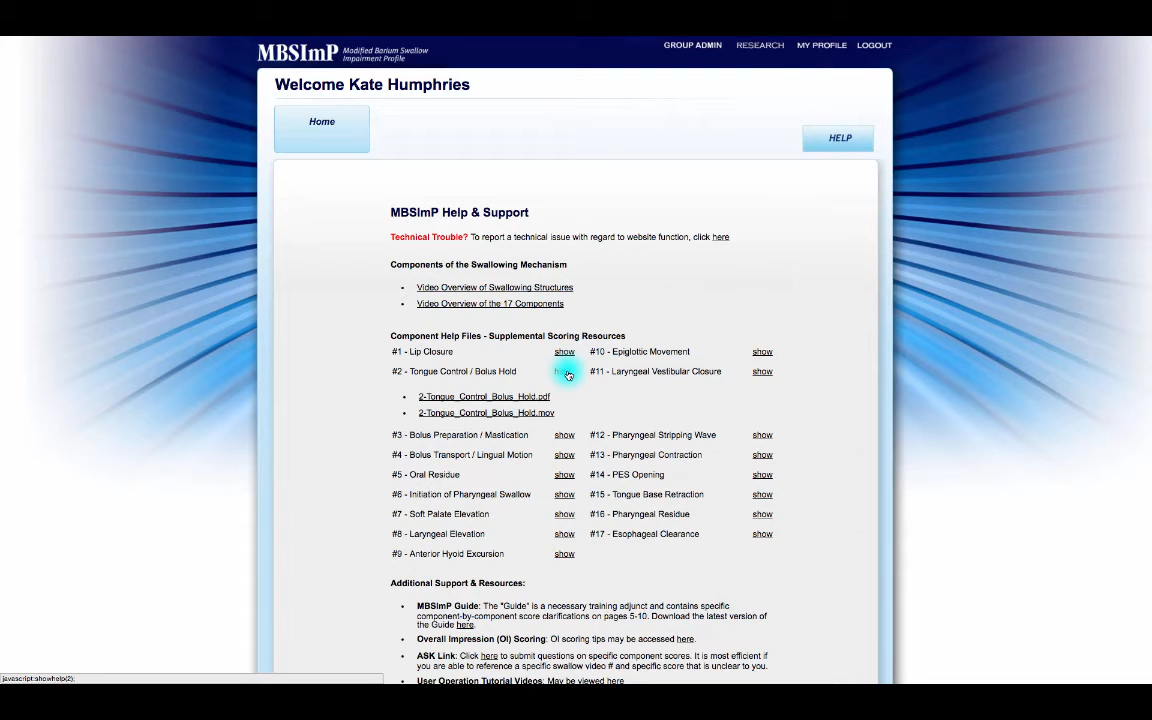 MBSImP Modified Barium Swallow
Impairment Profile
GROUP ADMIN RESEARCH MY PROFILE LOGOUT
Welcome Kate Humphries
Home
HELP
MBSImP Help & Support
Technical Trouble? To report a technical issue with regard to website function, click here
Components of the Swallowing Mechanism
• Video Overview of Swallowing Structures
• Video Overview of the 17 Components
Component Help Files - Supplemental Scoring Resources
#1 - Lip Closure show #10 - Epiglottic Movement show
#2 - Tongue Control / Bolus Hold #11 - Laryngeal Vestibular Closure show
• 2-Tongue_Control_Bolus_Hold.pdf
• 2-Tongue_Control_Bolus_Hold.mov
#3 - Bolus Preparation / Mastication show #12 - Pharyngeal Stripping Wave show
#4 - Bolus Transport / Lingual Motion show #13 - Pharyngeal Contraction show
#5 - Oral Residue show #14 - PES Opening show
#6 - Initiation of Pharyngeal Swallow show #15 - Tongue Base Retraction show
#7 - Soft Palate Elevation show #16 - Pharyngeal Residue show
#8 - Laryngeal Elevation show #17 - Esophageal Clearance show
#9 - Anterior Hyoid Excursion show
Additional Support & Resources:
• MBSImP Guide: The "Guide" is a necessary training adjunct and contains specific
component-by-component score clarifications on pages 5-10. Download the latest version of
the Guide here.
• Overall Impression (OI) Scoring: OI scoring tips may be accessed here.
• ASK Link: Click here to submit questions on specific component scores. It is most efficient if
you are able to reference a specific swallow video # and specific score that is unclear to you.
• User Operation Tutorial Videos: May be viewed here
javascript:showhelp(2);